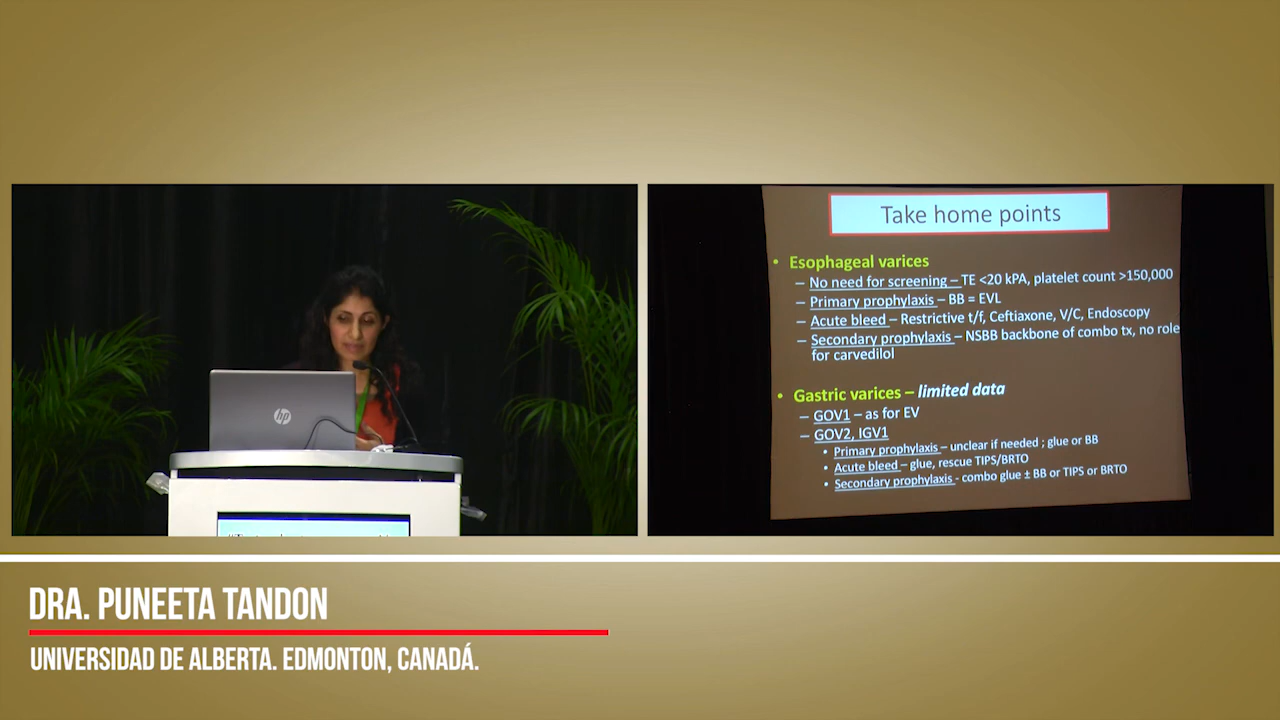 Take home points
• Esophageal varices
– No need for screening – TE <20 kPA, platelet count >150,000
– Primary prophylaxis – BB = EVL
– Acute bleed – Restrictive t/f, Ceftiaxone, V/C, Endoscopy
– Secondary prophylaxis – NSBB backbone of combo tx, no role
for carvedilol
• Gastric varices – limited data
– GOV1 – as for EV
– GOV2, IGV1
• Primary prophylaxis – unclear if needed ; glue or BB
• Acute bleed – glue, rescue TIPS/BRTO
• Secondary prophylaxis - combo glue ± BB or TIPS or BRTO
hp
DRA. PUNEETA TANDON
UNIVERSIDAD DE ALBERTA. EDMONTON, CANADÁ.